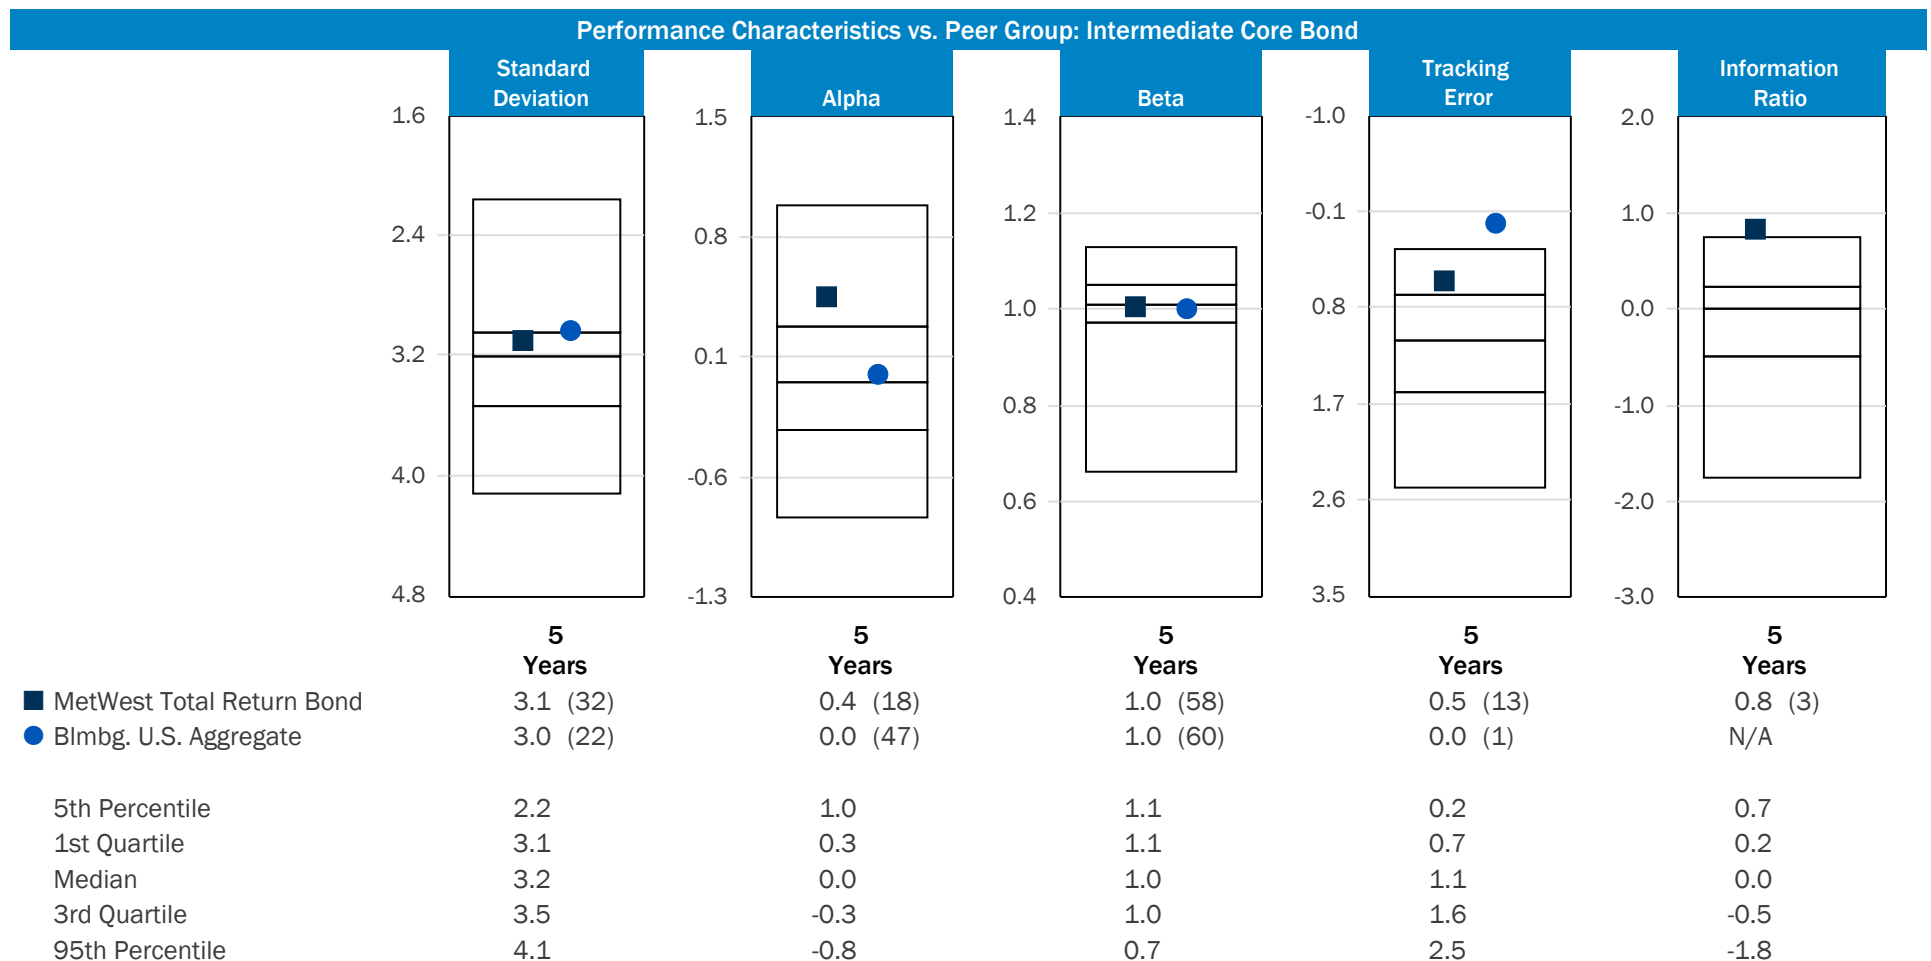 Performance Characteristics vs. Peer Group: Intermediate Core Bond
Standard
Deviation
Alpha
Beta
Tracking
Error
Information
Ratio
1.6
2.4
3.2
4.0
4.8
1.5
0.8
0.1
-0.6
-1.3
1.4
1.2
1.0
0.8
0.6
0.4
-1.0
-0.1
0.8
1.7
2.6
3.5
2.0
1.0
0.0
-1.0
-2.0
-3.0
5 5 5 5 5
Years Years Years Years Years
MetWest Total Return Bond 3.1 (32) 0.4 (18) 1.0 (58) 0.5 (13) 0.8 (3)
Blmbg. U.S. Aggregate 3.0 (22) 0.0 (47) 1.0 (60) 0.0 (1) N/A
5th Percentile 2.2 1.0 1.1 0.2 0.7
1st Quartile 3.1 0.3 1.1 0.7 0.2
Median 3.2 0.0 1.0 1.1 0.0
3rd Quartile 3.5 -0.3 1.0 1.6 -0.5
95th Percentile 4.1 -0.8 0.7 2.5 -1.8